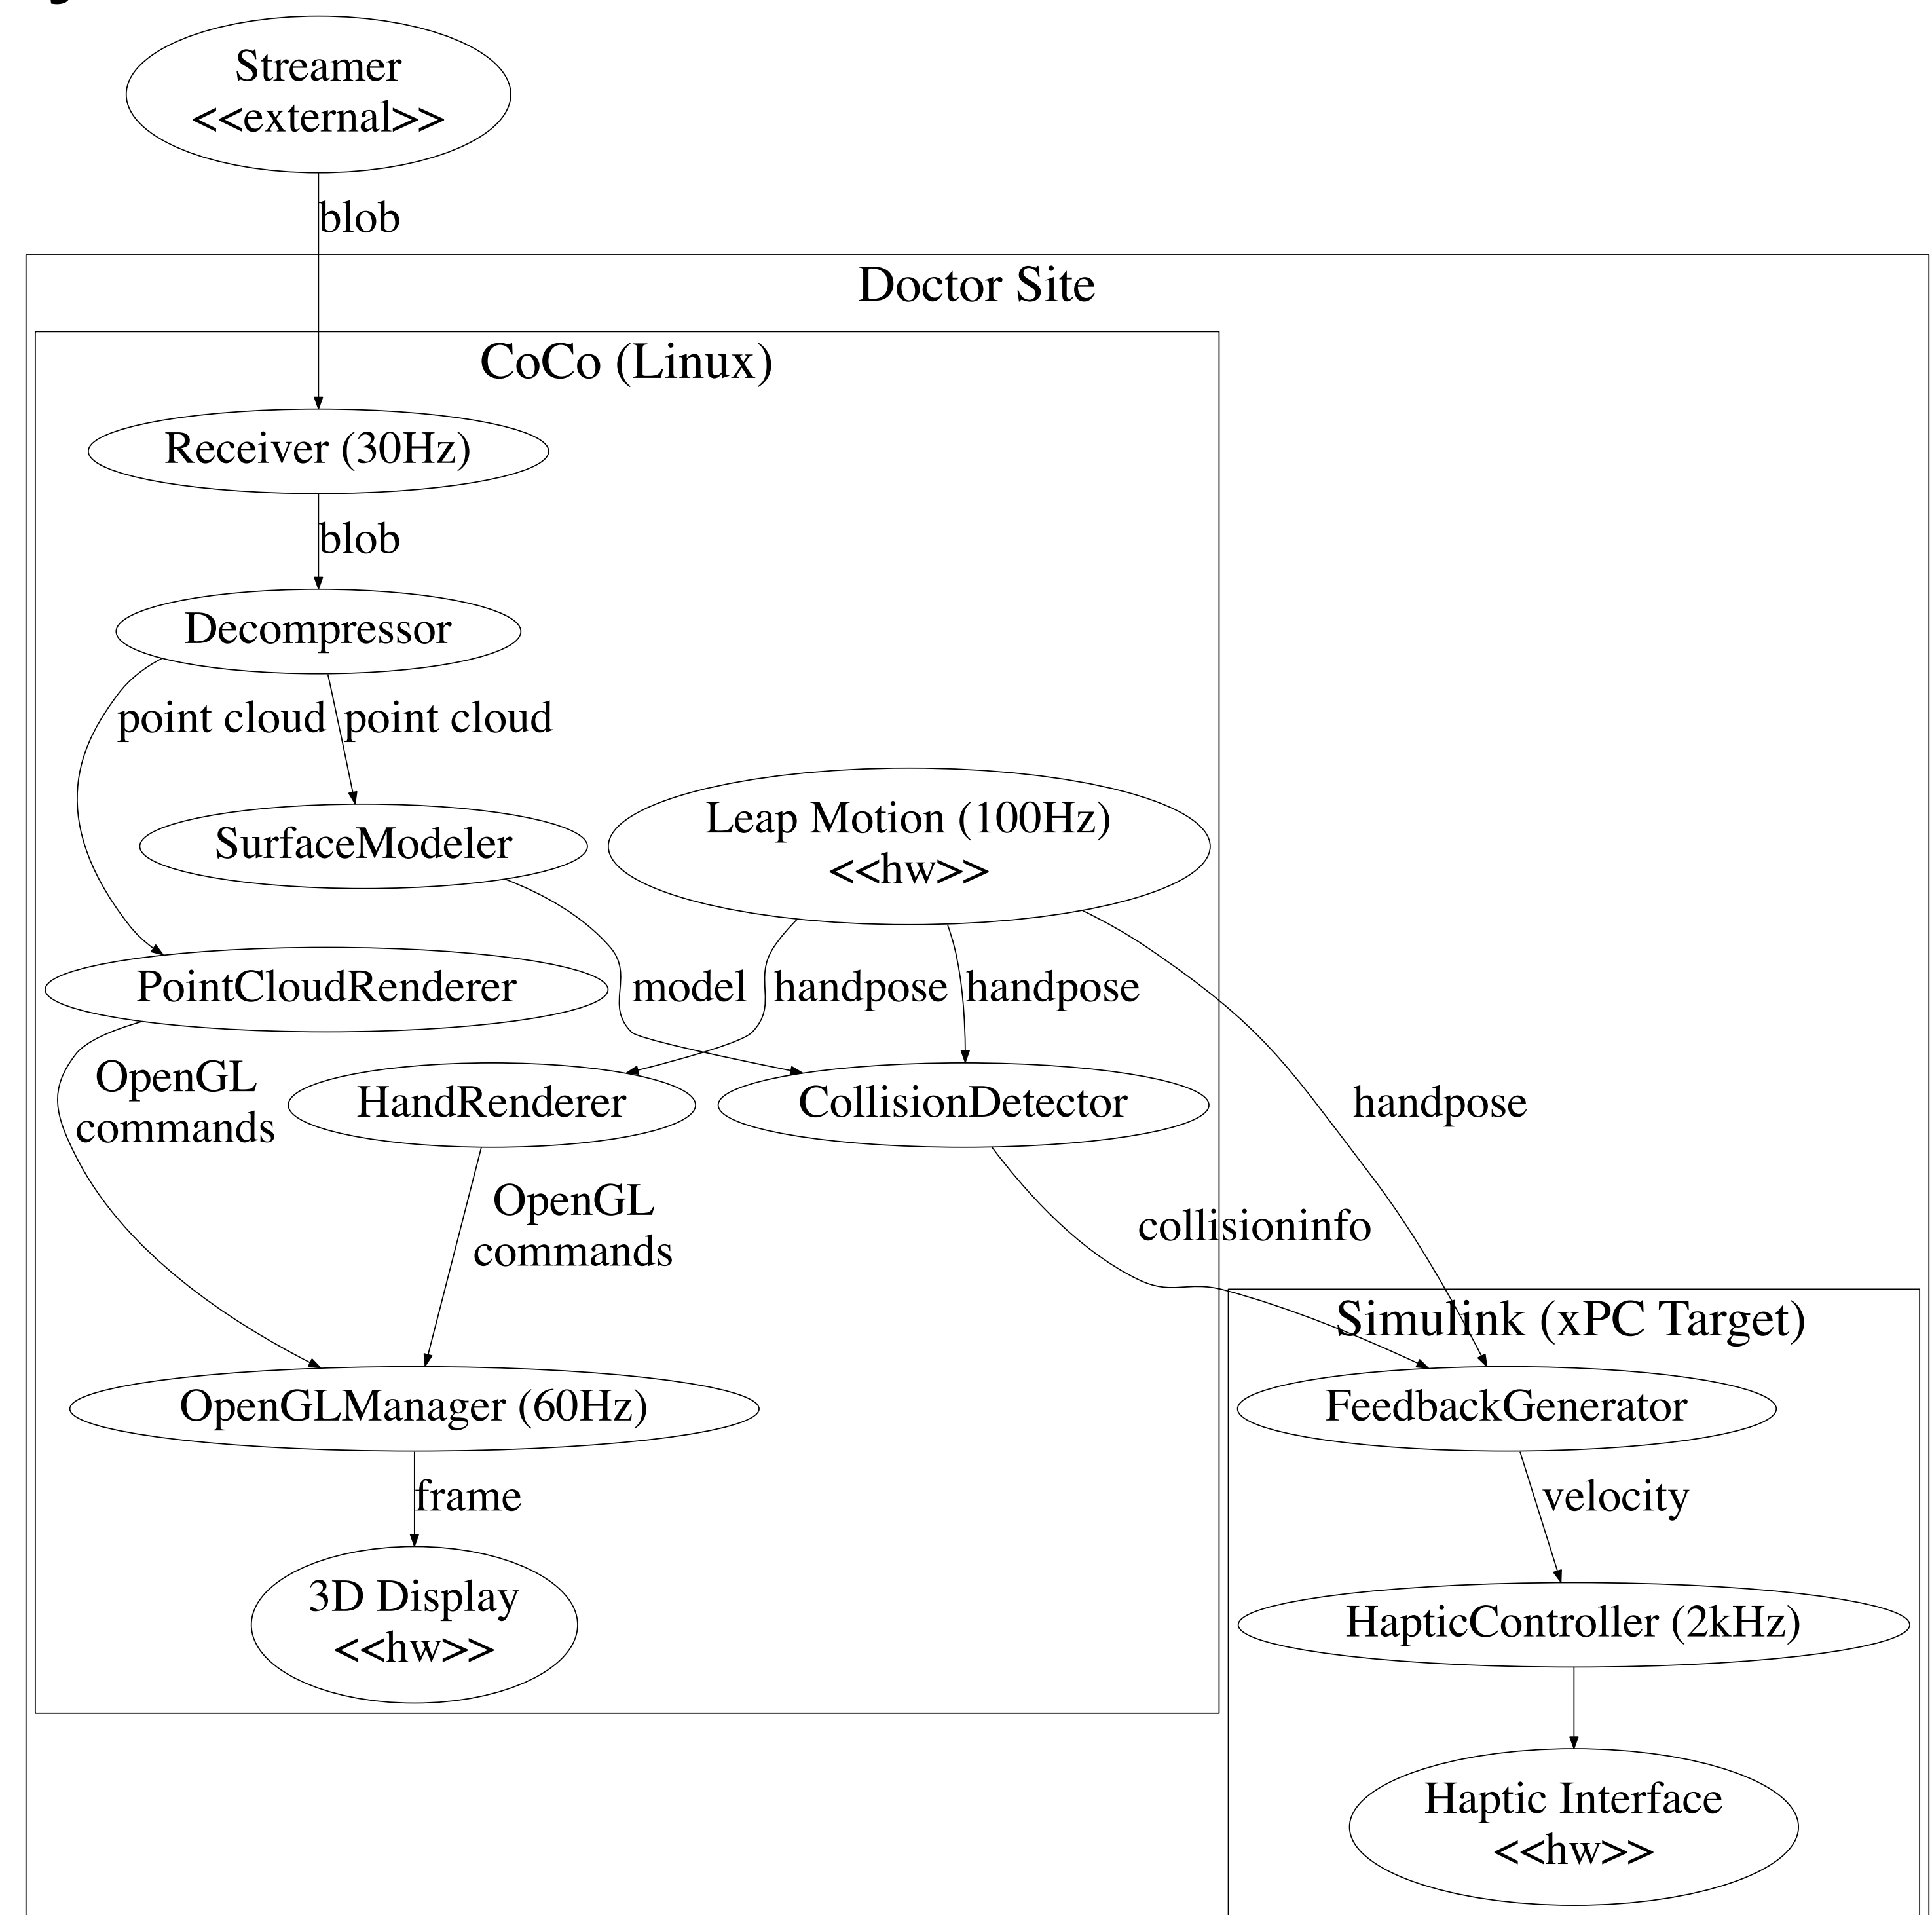 Streamer
<<external>>
blob
Doctor Site
CoCo (Linux)
Receiver (30Hz)
blob
Decompressor
point cloud
point cloud
SurfaceModeler
Leap Motion (100Hz)
<<hw>>
PointCloudRenderer
model
handpose
handpose
OpenGL
commands
HandRenderer
CollisionDetector
handpose
OpenGL
commands
collisioninfo
Simulink (xPC Target)
OpenGLManager (60Hz)
FeedbackGenerator
frame
velocity
3D Display
<<hw>>
HapticController (2kHz)
Haptic Interface
<<hw>>